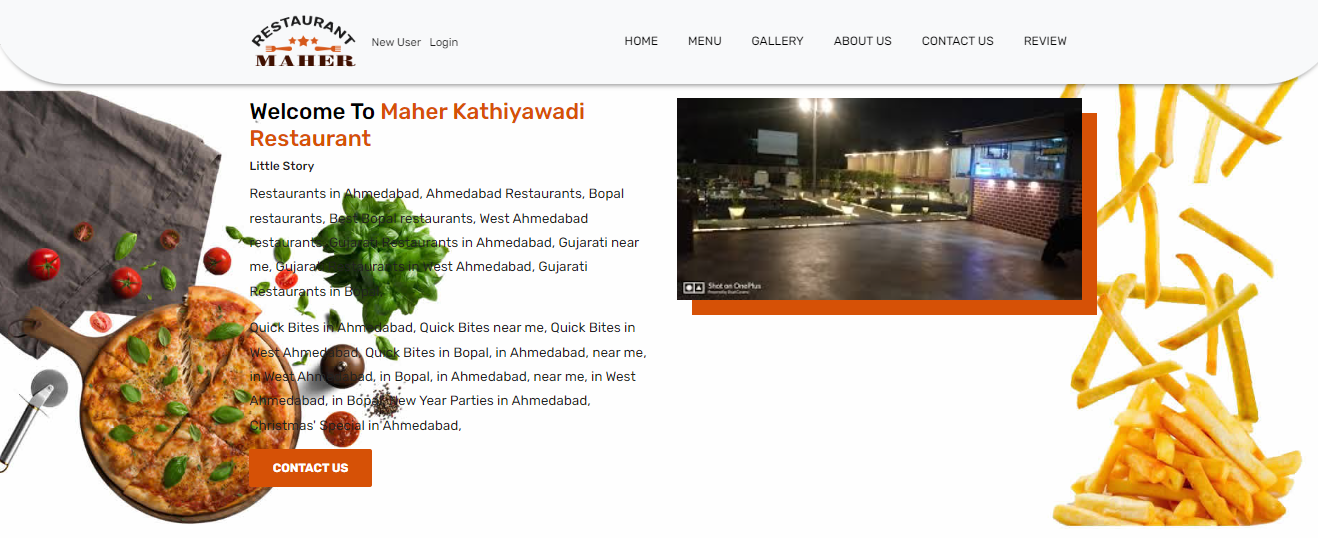 RESTAURANT
MAHER
New User Login
HOME MENU GALLERY ABOUT US CONTACT US REVIEW
Welcome To Maher Kathiyawadi
Restaurant
Little Story
Restaurants in Ahmedabad, Ahmedabad Restaurants, Bopal
restaurants, Best Bopal restaurants, West Ahmedabad
restaurants, Gujarati Restaurants in Ahmedabad, Gujarati near
me, Gujarati Restaurants in West Ahmedabad, Gujarati
Restaurants in Bopal,
Quick Bites in Ahmedabad, Quick Bites near me, Quick Bites in
West Ahmedabad, Quick Bites in Bopal, in Ahmedabad, near me,
in West Ahmedabad, in Bopal, in Ahmedabad, near me, in West
Ahmedabad, in Bopal, New Year Parties in Ahmedabad,
Christmas' Special in Ahmedabad,
CONTACT US
Shot on OnePlus